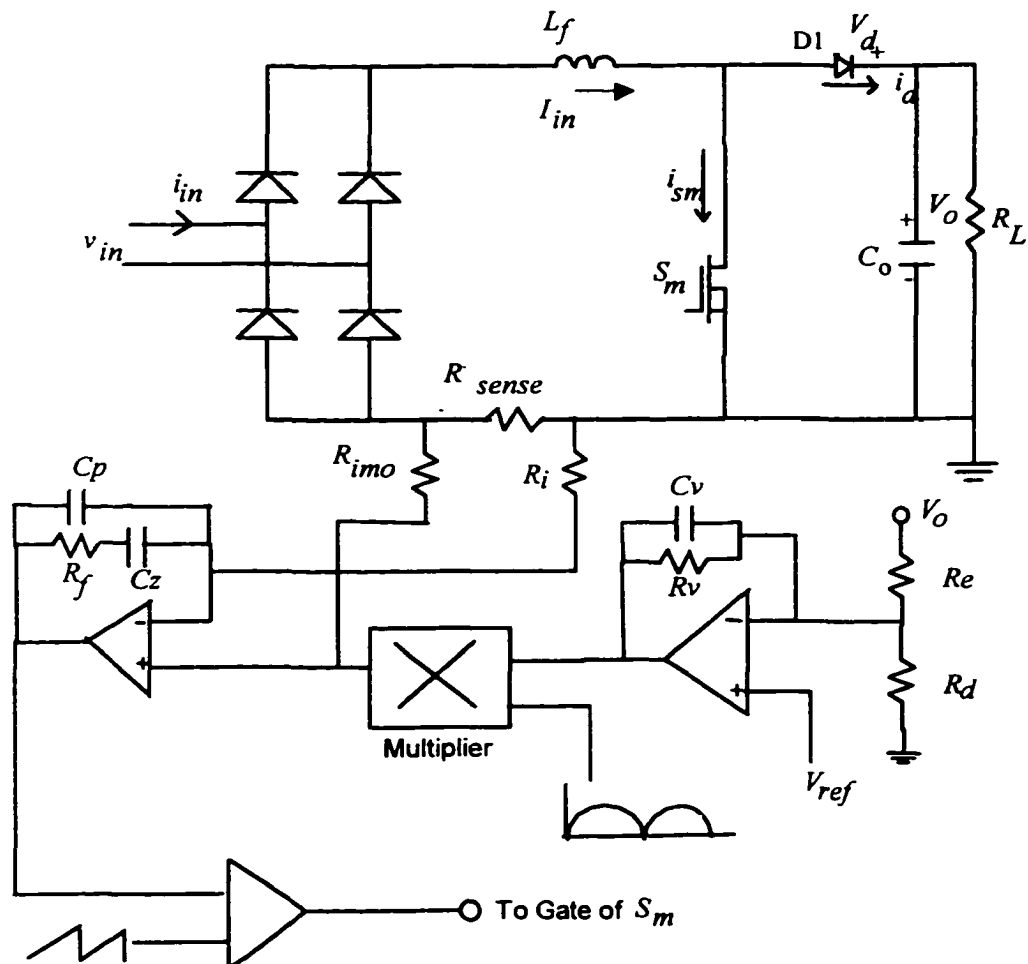 L_f
D1
V_d+
I_in
i_d
i_in
i_sm
v_in
V_o
+
R_L
S_m
C_o
-
R sense
R_imo
R_i
Cp
Cv
V_o
R_f
Cz
Rv
Re
-
-
+
+
Rd
Multiplier
V_ref
To Gate of S_m